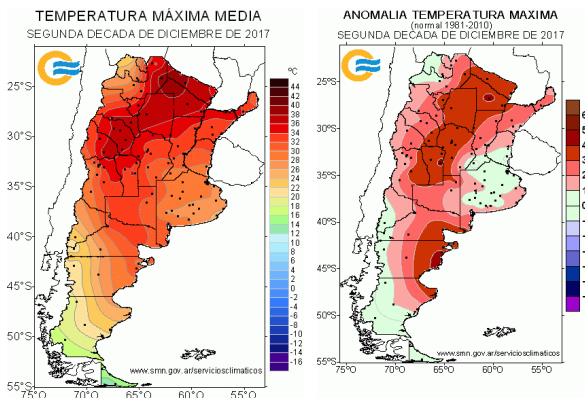 TEMPERATURA MÁXIMA MEDIA
SEGUNDA DECADA DE DICIEMBRE DE 2017
ºC
44
42
40
38
36
34
32
30
28
26
24
22
20
18
16
14
12
10
8
6
4
2
0
-2
-4
-6
-8
-10
-12
-14
-16
25°S
30°S
35°S
40°S
45°S
50°S
55°S
75°W
70°W
65°W
60°W
55°W
www.smn.gov.ar/serviciosclimaticos
ANOMALIA TEMPERATURA MAXIMA
(normal 1981-2010)
SEGUNDA DECADA DE DICIEMBRE DE 2017
25°S
30°S
35°S
40°S
45°S
50°S
55°S
75°W
70°W
65°W
60°W
55°W
www.smn.gov.ar/serviciosclimaticos